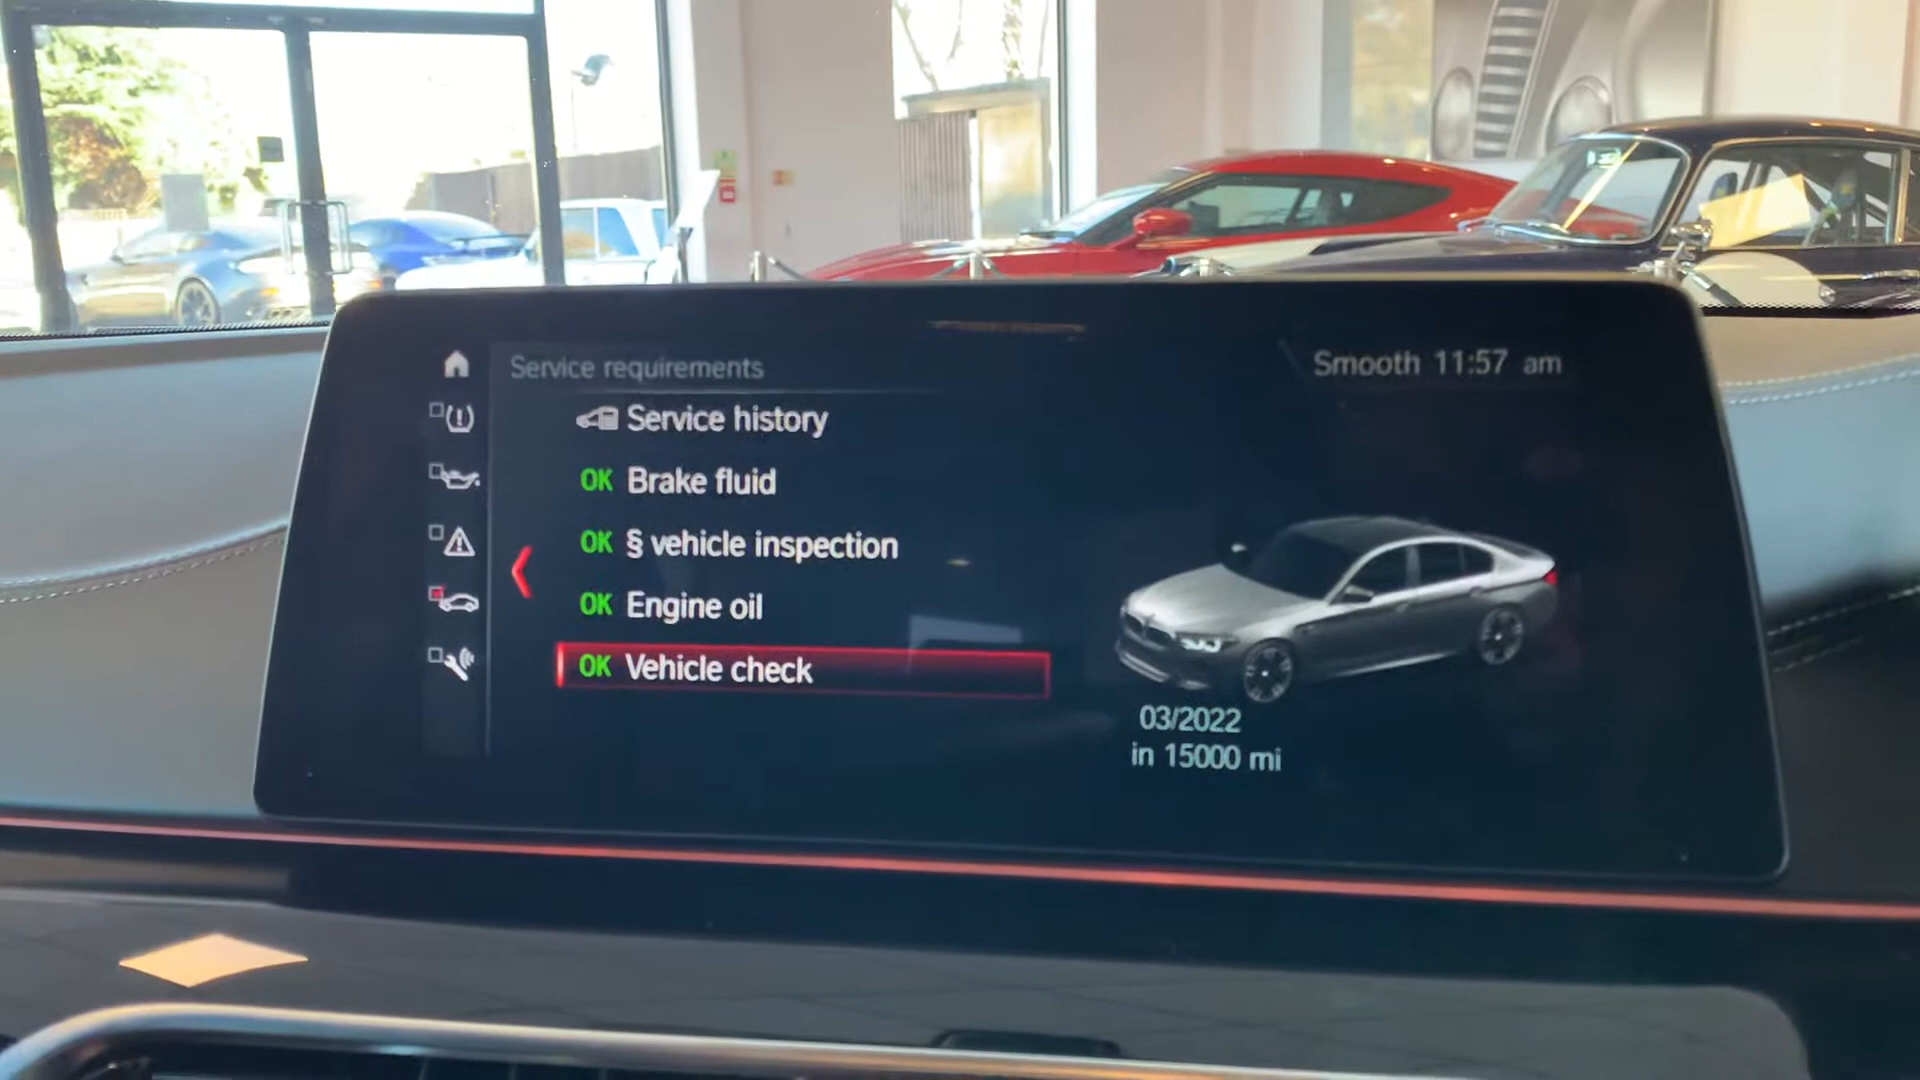 Service requirements
Smooth 11:57 am
Service history
OK Brake fluid
OK § vehicle inspection
OK Engine oil
OK Vehicle check
03/2022
in 15000 mi